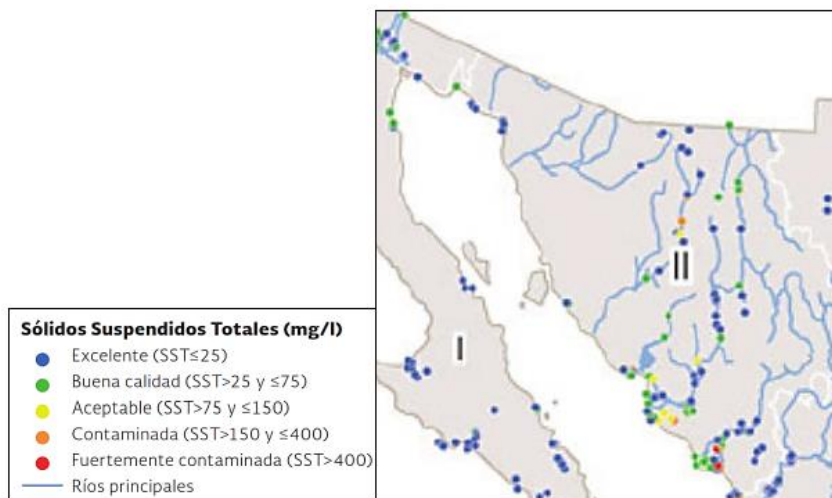 Sólidos Suspendidos Totales (mg/l)
Excelente (SST≤25)
Buena calidad (SST>25 y ≤75)
Aceptable (SST>75 y ≤150)
Contaminada (SST>150 y ≤400)
Fuertemente contaminada (SST>400)
Ríos principales
I
II